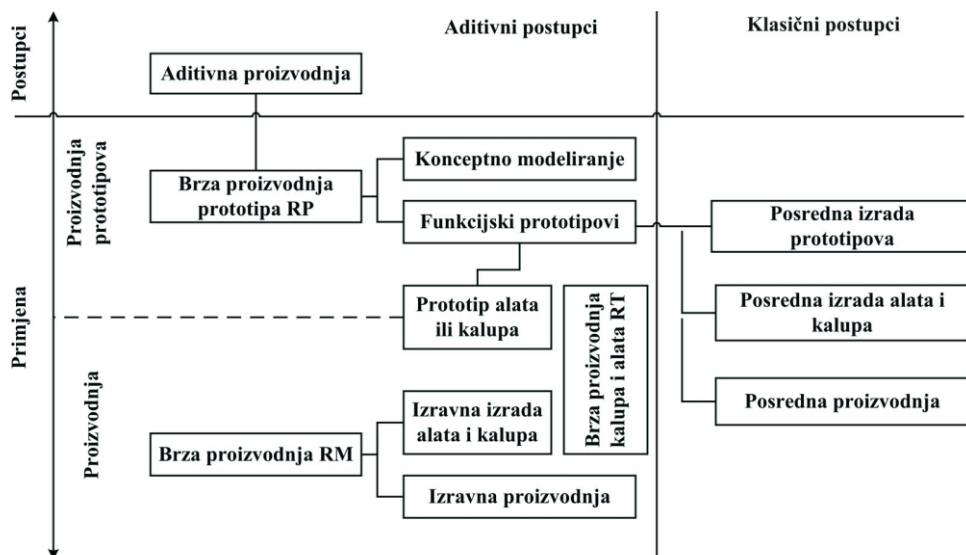 Postupci
Aditivni postupci
Klasični postupci
Aditivna proizvodnja
Primjena
Proizvodnja
prototipova
Brza proizvodnja
prototipa RP
Konceptno modeliranje
Funkcijski prototipovi
Posredna izrada
prototipova
Prototip alata
ili kalupa
Brza proizvodnja
kalupa i alata RT
Posredna izrada alata i
kalupa
Proizvodnja
Brza proizvodnja RM
Izravna izrada
alata i kalupa
Posredna proizvodnja
Izravna proizvodnja